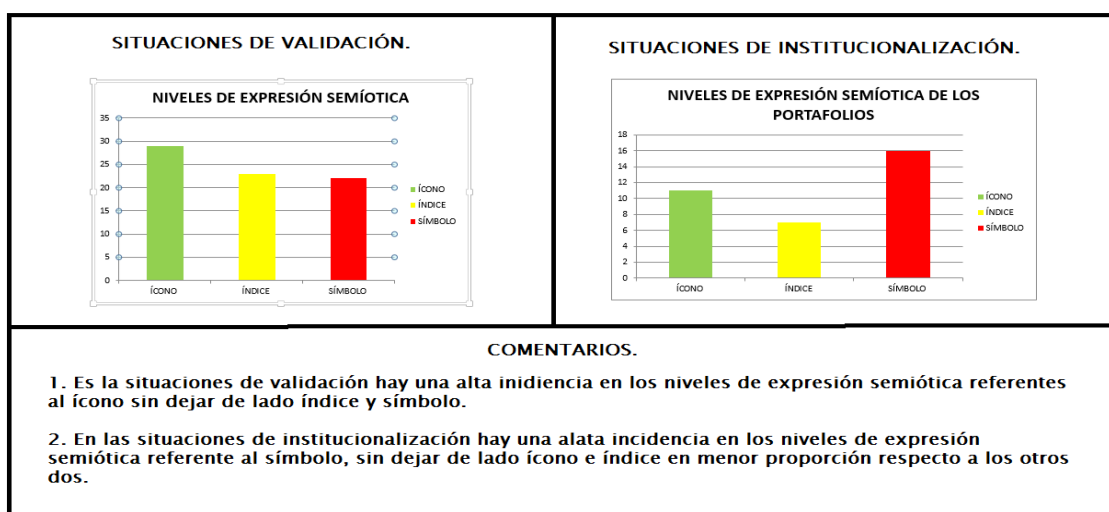 SITUACIONES DE VALIDACIÓN.
NIVELES DE EXPRESIÓN SEMÍOTICA
35
30
25
20
15
10
5
0
ÍCONO
ÍNDICE
SÍMBOLO
ÍCONO
ÍNDICE
SÍMBOLO
SITUACIONES DE INSTITUCIONALIZACIÓN.
NIVELES DE EXPRESIÓN SEMÍOTICA DE LOS
PORTAFOLIOS
18
16
14
12
10
8
6
4
2
0
ÍCONO
ÍNDICE
SÍMBOLO
ÍCONO
ÍNDICE
SÍMBOLO
COMENTARIOS.
1. Es la situaciones de validación hay una alta inidiencia en los niveles de expresión semiótica referentes
al ícono sin dejar de lado índice y símbolo.
2. En las situaciones de institucionalización hay una alata incidencia en los niveles de expresión
semiótica referente al símbolo, sin dejar de lado ícono e índice en menor proporción respecto a los otros
dos.